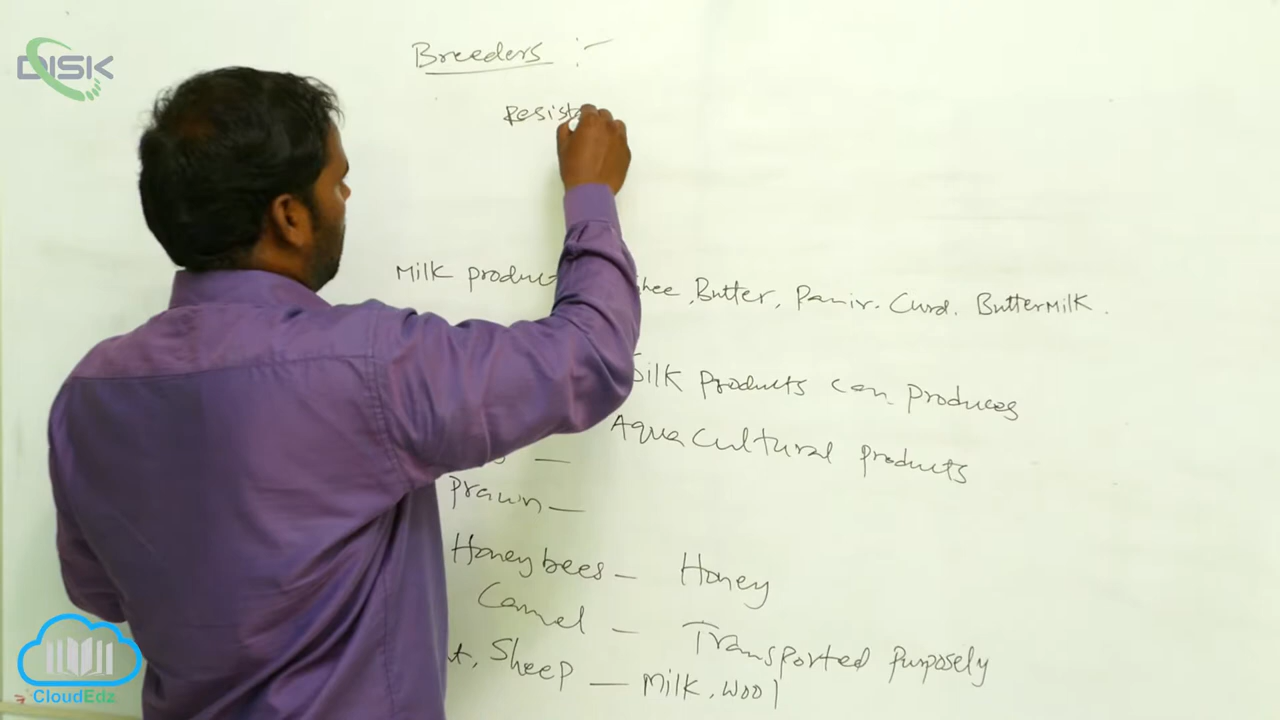 DISK
Breeders :-
Resist
Milk product hee, Butter, Panir. Curd. ButterMilk.
Silk products can produces
Aqua Cultural products
Prawn —
Honeybees — Honey
Camel — Transported purposely
t, Sheep — Milk, wool
CloudEdz